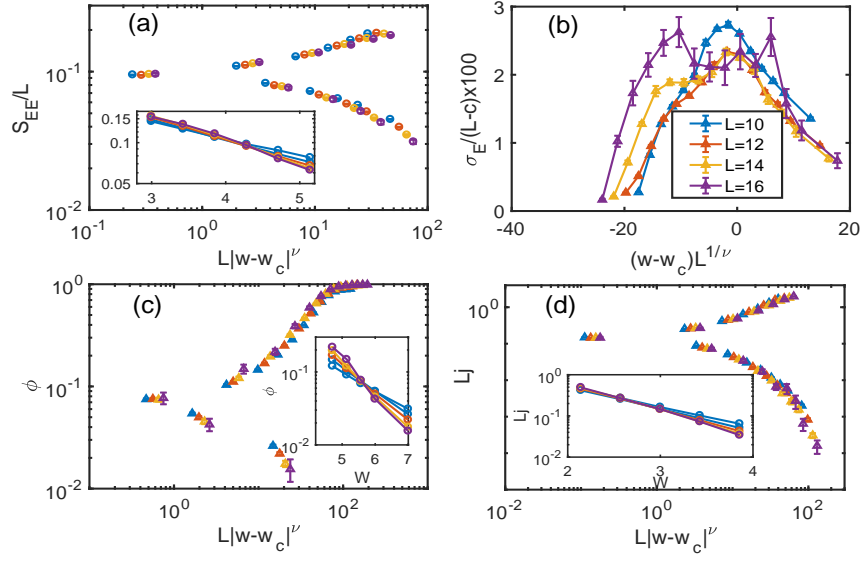 (a)
S_EE/L
10^-1
10^-2
0.15
0.1
0.05
3
4
5
10^-1
10^0
10^1
10^2
L|w-w_c|^ν
(b)
σ_E/(L-c)x100
3
2
1
0
L=10
L=12
L=14
L=16
-40
-20
0
20
(w-w_c)L^{1/ν}
(c)
ϕ
10^0
10^-1
10^-2
ϕ
10^-1
10^-2
5
6
7
W
10^0
10^2
L|w-w_c|^ν
(d)
Lj
10^0
Lj
10^0
10^-1
10^-2
2
3
4
W
10^-2
10^0
10^2
L|w-w_c|^ν